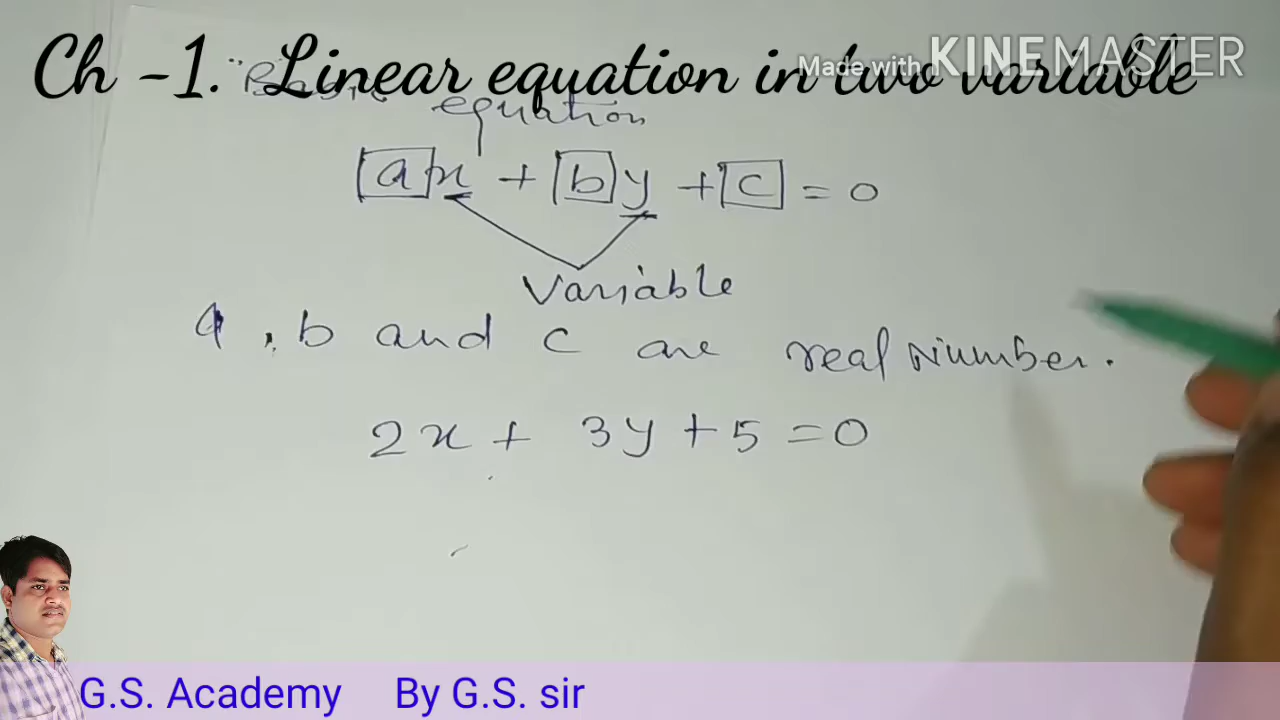 Ch -1. Linear equation in two variable
Made with KINEMASTER
equation
ax + by + c = 0
Variable
a, b and c are real Number.
2x + 3y + 5 = 0
G.S. Academy By G.S. sir